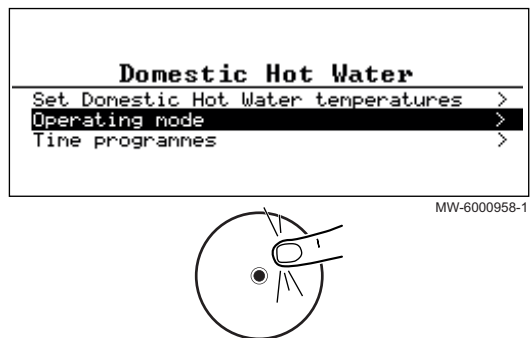 Domestic Hot Water
Set Domestic Hot Water temperatures >
Operating mode >
Time programmes >
MW-6000958-1